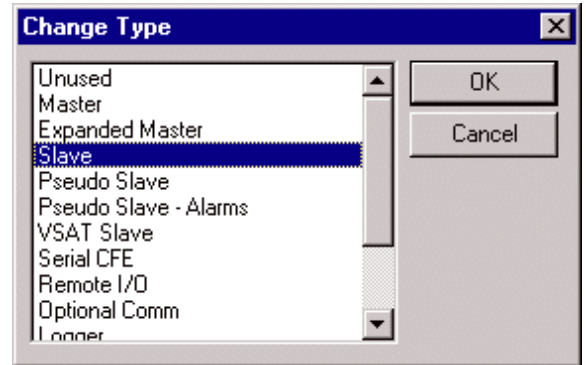 Change Type
Unused
Master
Expanded Master
Slave
Pseudo Slave
Pseudo Slave - Alarms
VSAT Slave
Serial CFE
Remote I/O
Optional Comm
Logger
OK
Cancel